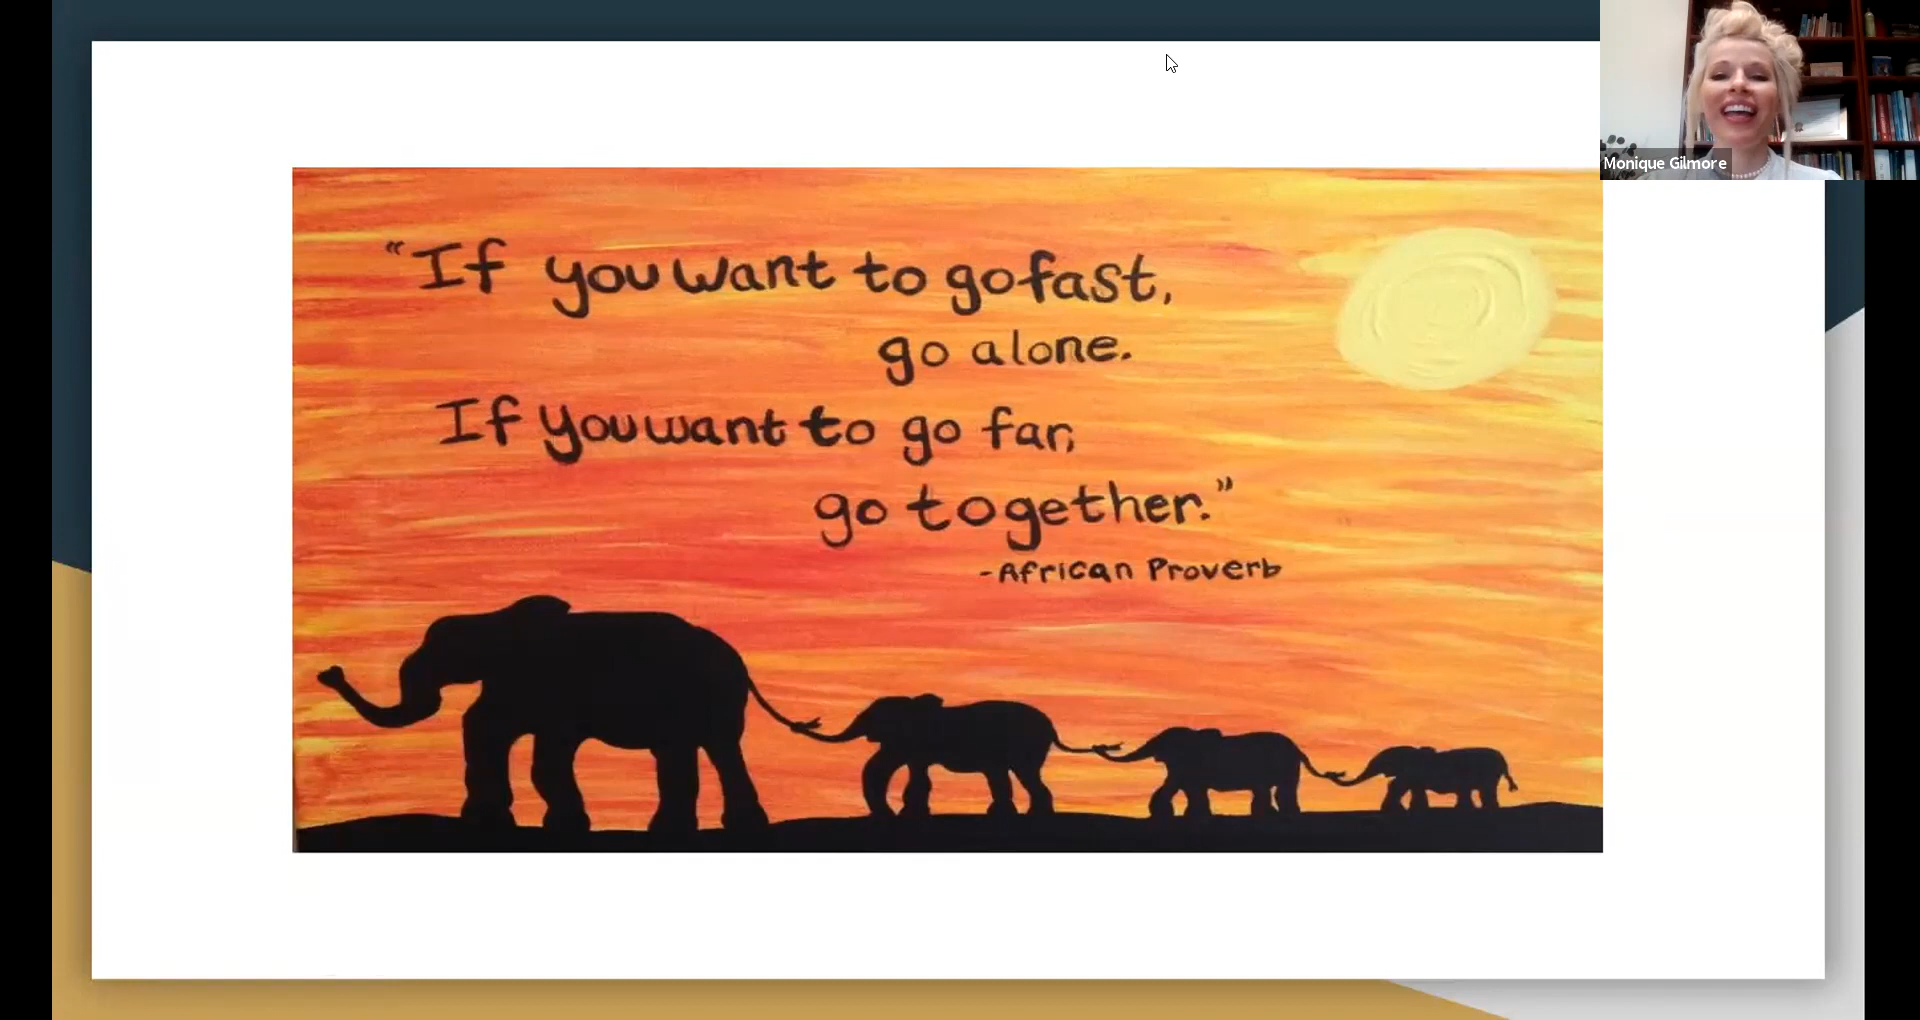 Monique Gilmore
“If you want to go fast,
go alone.
If you want to go far,
go together.”
-African Proverb